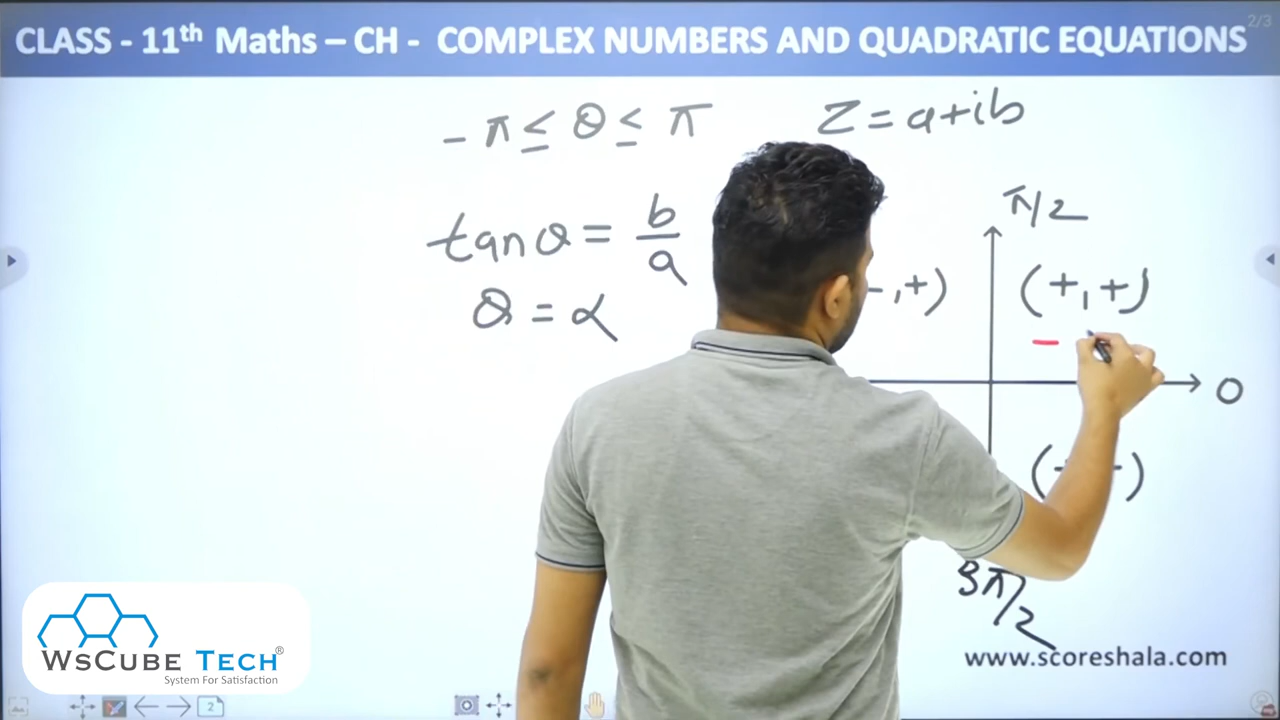 2/3
CLASS - 11th Maths – CH - COMPLEX NUMBERS AND QUADRATIC EQUATIONS
- π ≤ θ ≤ π
z = a+ib
tanθ = b/a
θ = α
π/2
-,+)
(+,+)
0
3π/2
www.scoreshala.com
WsCube Tech®
System For Satisfaction
2